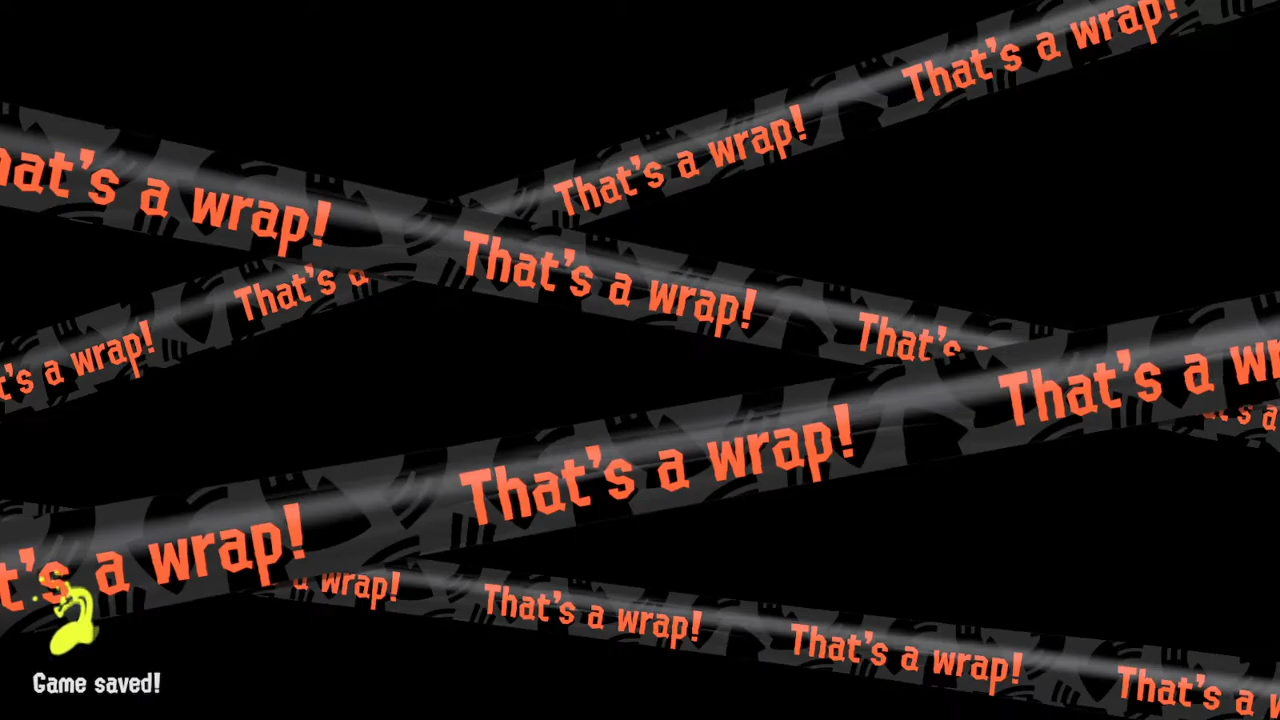 That's a wrap!
That's a wrap!
hat's a wrap! That's a wrap! That's
t's a wrap! That's a
t's a wrap! That's a wrap! That's a wr
t's a
a wrap! That's a wrap! That's a wrap! That's a w
Game saved!